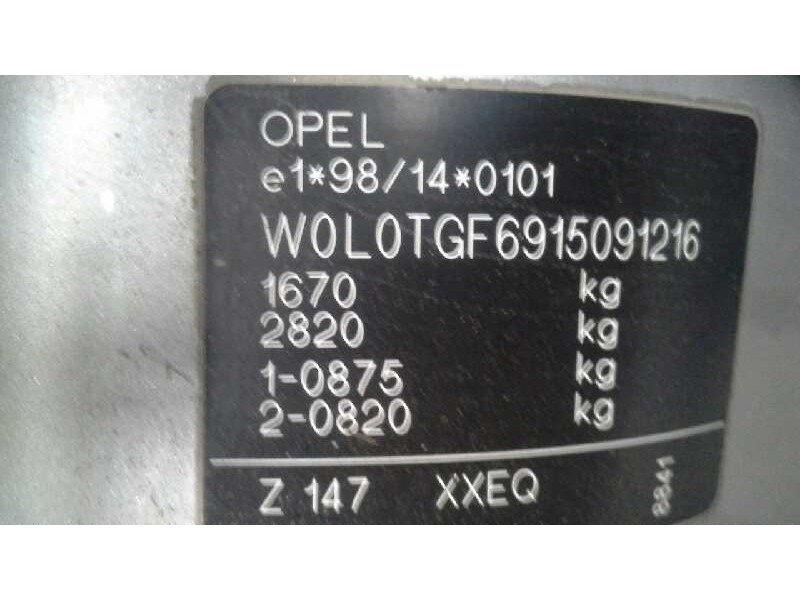 OPEL
e1*98/14*0101
W0L0TGF6915091216
1670 kg
2820 kg
1-0875 kg
2-0820 kg
Z 147 XXEQ
8841